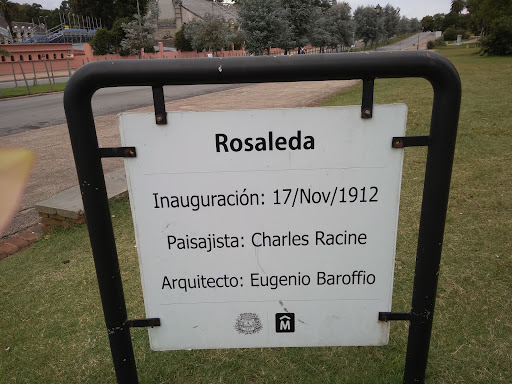 Rosaleda
Inauguración: 17/Nov/1912
Paisajista: Charles Racine
Arquitecto: Eugenio Baroffio
M